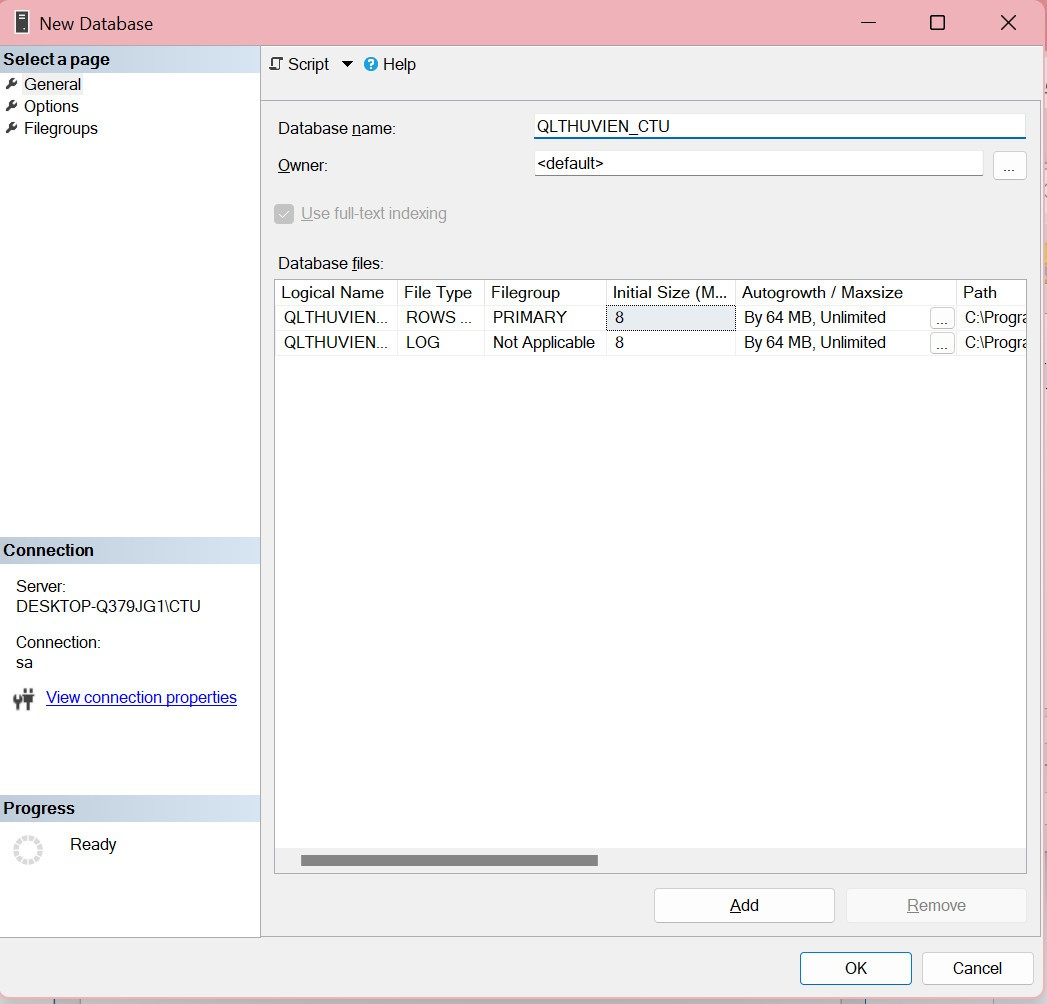 New Database
Select a page
General
Options
Filegroups
Script
Help
Database name: QLTHUVIEN_CTU
Owner: <default> ...
Use full-text indexing
Database files:
Logical Name File Type Filegroup Initial Size (M... Autogrowth / Maxsize Path
QLTHUVIEN... ROWS ... PRIMARY 8 By 64 MB, Unlimited ... C:\Progra
QLTHUVIEN... LOG Not Applicable 8 By 64 MB, Unlimited ... C:\Progra
Connection
Server:
DESKTOP-Q379JG1\CTU
Connection:
sa
View connection properties
Progress
Ready
Add Remove
OK Cancel